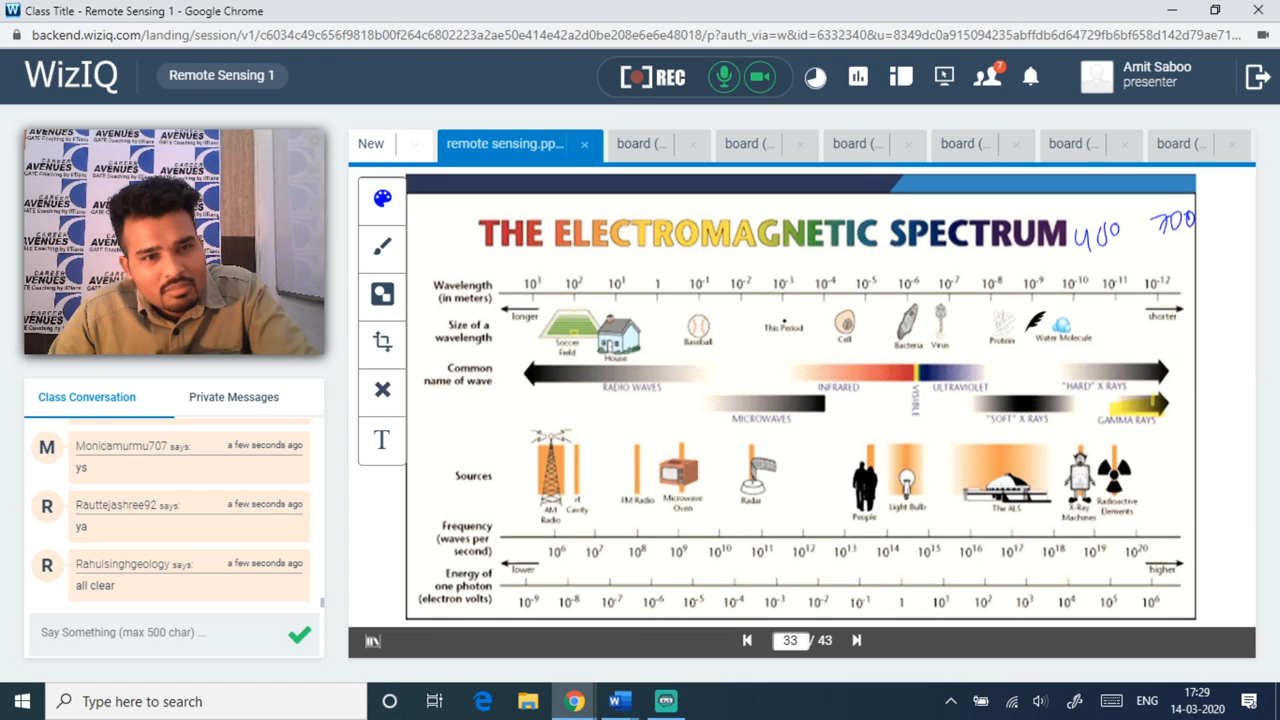 Class Title - Remote Sensing 1 - Google Chrome
backend.wiziq.com/landing/session/v1/c6034c49c656f9818b00f264c6802223a2ae50e414e42a2d0be208e6e6e48018/p?auth_via=w&id=6332340&u=8349dc0a915094235abffdb6d64729fb6bf658d142d79ae71...
WizIQ
Remote Sensing 1
REC
7
Amit Saboo
presenter
New
remote sensing.pp...
board (...
board (...
board (...
board (...
board (...
board (...
AVENUES AVENUES AVENUES
GATE Coaching by IITians
CAREER
AVENUES
THE ELECTROMAGNETIC SPECTRUM 400 700
Wavelength (in meters)
10³ 10² 10¹ 1 10⁻¹ 10⁻² 10⁻³ 10⁻⁴ 10⁻⁵ 10⁻⁶ 10⁻⁷ 10⁻⁸ 10⁻⁹ 10⁻¹⁰ 10⁻¹¹ 10⁻¹²
longer shorter
Size of a wavelength
Soccer Field House Baseball This Period Cell Bacteria Virus Protein Water Molecule
Common name of wave
RADIO WAVES INFRARED VISIBLE ULTRAVIOLET "HARD" X RAYS
MICROWAVES "SOFT" X RAYS GAMMA RAYS
Sources
AM Radio rf Cavity FM Radio Microwave Oven Radar People Light Bulb The ALS X-Ray Machines Radioactive Elements
Frequency (waves per second)
10⁶ 10⁷ 10⁸ 10⁹ 10¹⁰ 10¹¹ 10¹² 10¹³ 10¹⁴ 10¹⁵ 10¹⁶ 10¹⁷ 10¹⁸ 10¹⁹ 10²⁰
lower higher
Energy of one photon (electron volts)
10⁻⁹ 10⁻⁸ 10⁻⁷ 10⁻⁶ 10⁻⁵ 10⁻⁴ 10⁻³ 10⁻² 10⁻¹ 1 10¹ 10² 10³ 10⁴ 10⁵ 10⁶
Class Conversation Private Messages
M
Monicamurmu707 says: a few seconds ago
ys
R
Rauttejashree92 says: a few seconds ago
ya
R
Rahulsinghgeology says: a few seconds ago
all clear
Say Something (max 500 char) ...
T
33 / 43
Type here to search
ENG
17:29
14-03-2020